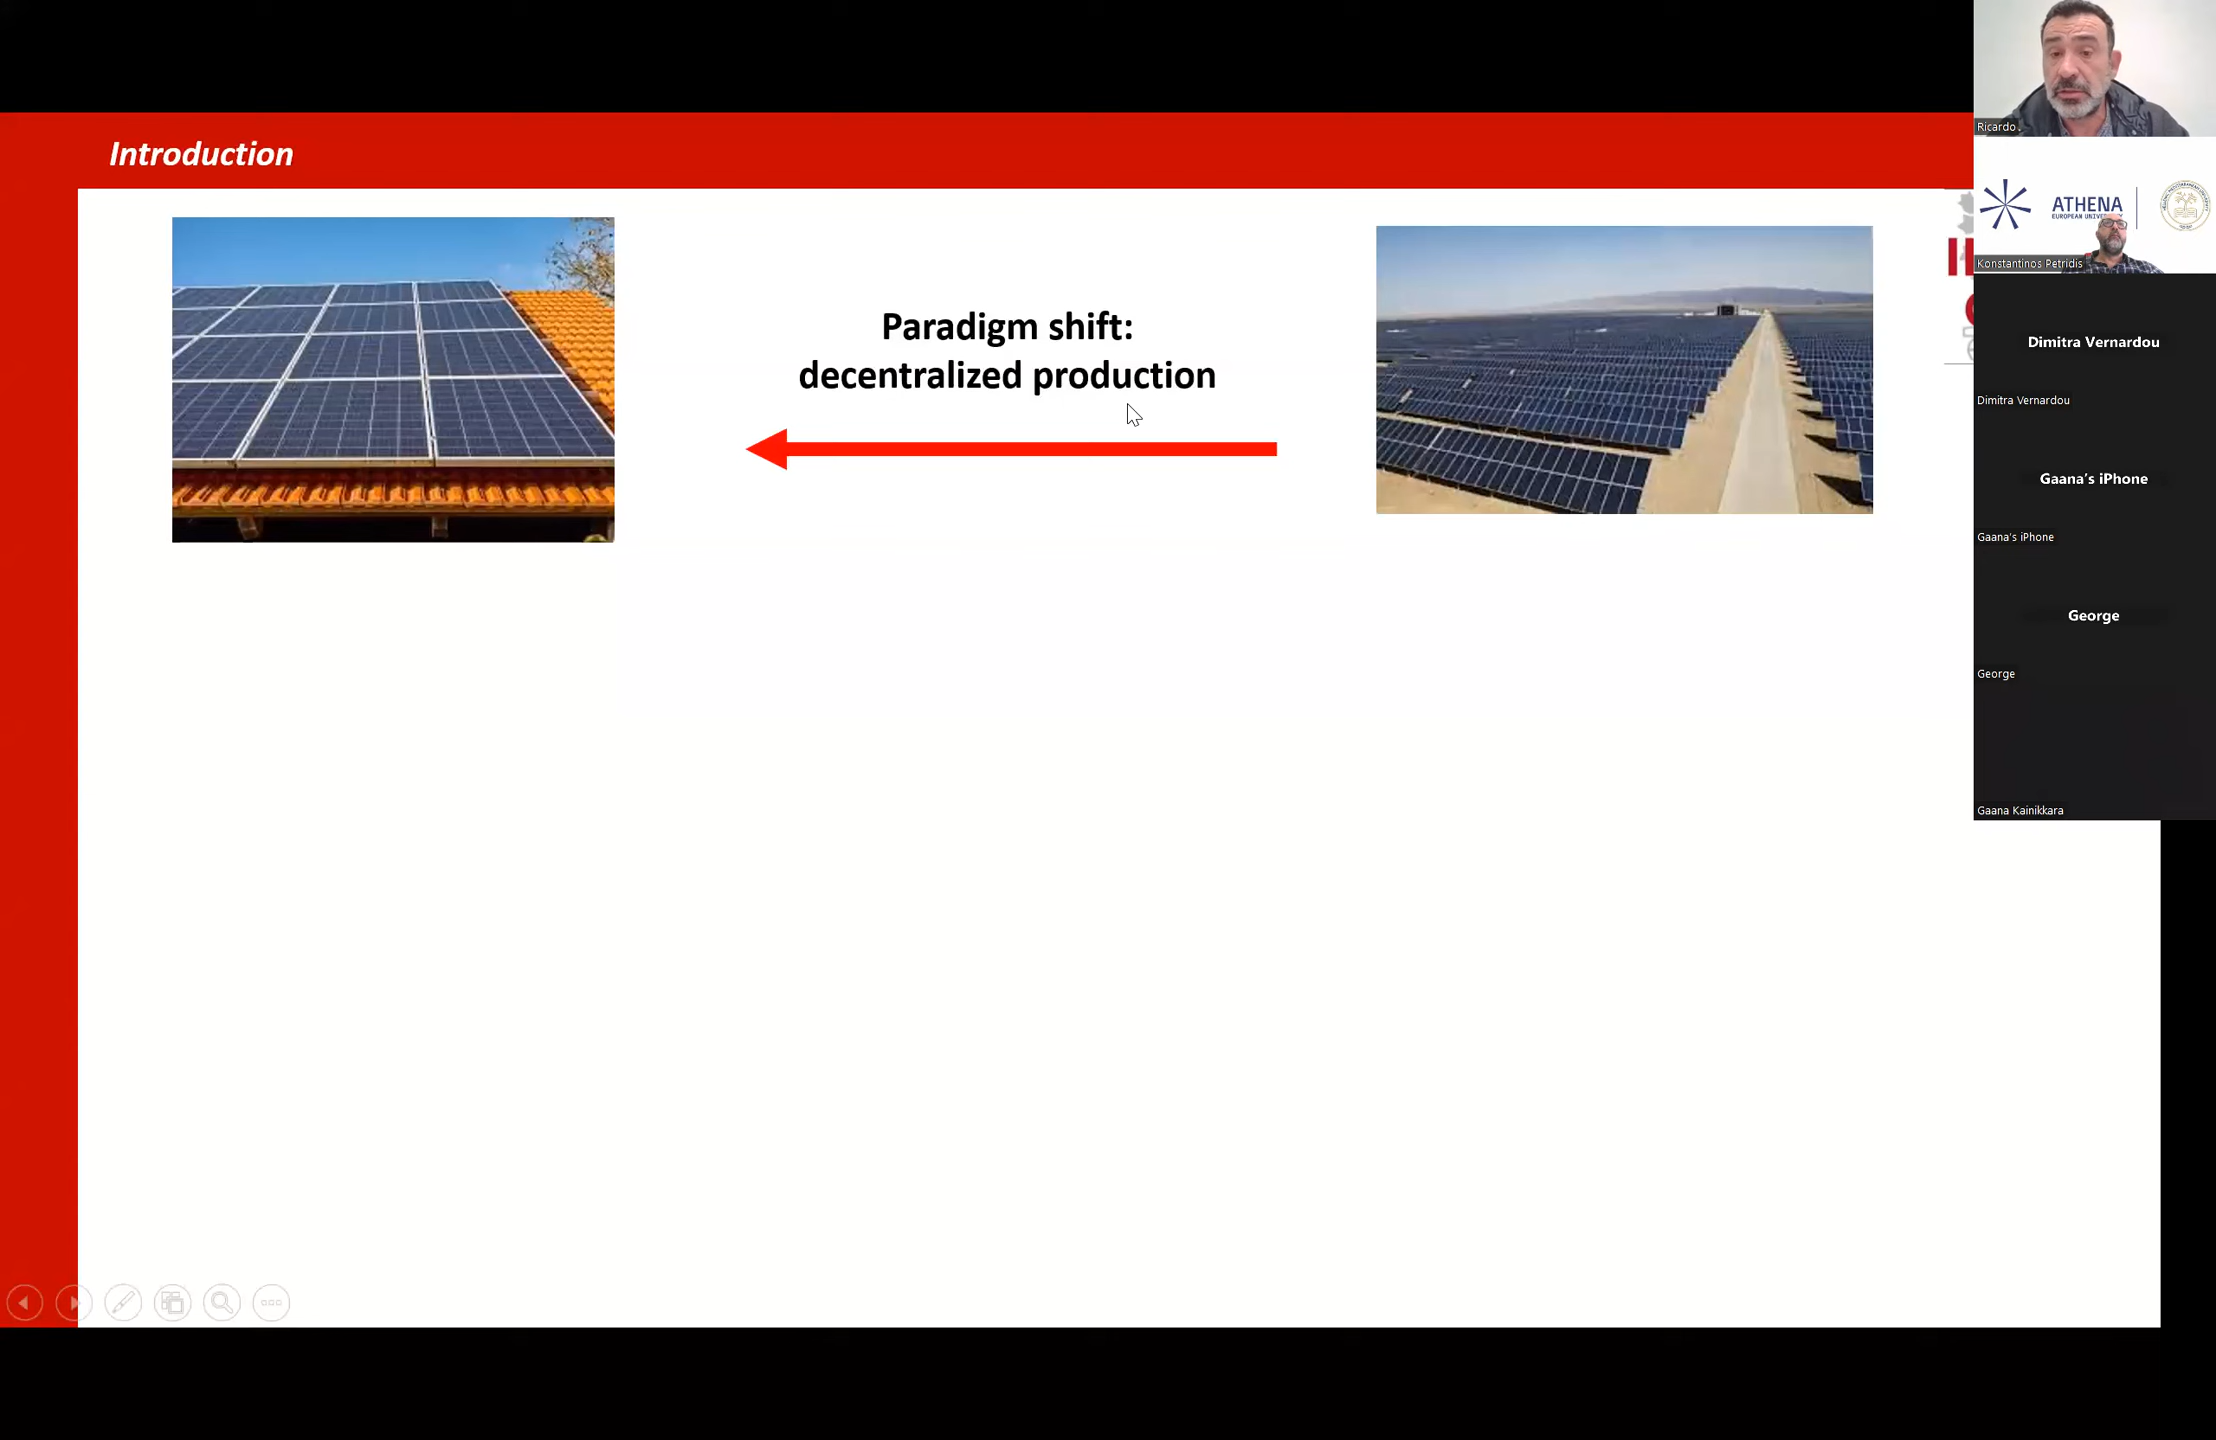 Introduction
Paradigm shift:
decentralized production
Ricardo
ATHENA
EUROPEAN UNIVER
Konstantinos Petridis
Dimitra Vernardou
Dimitra Vernardou
Gaana's iPhone
Gaana's iPhone
George
George
Gaana Kainikkara